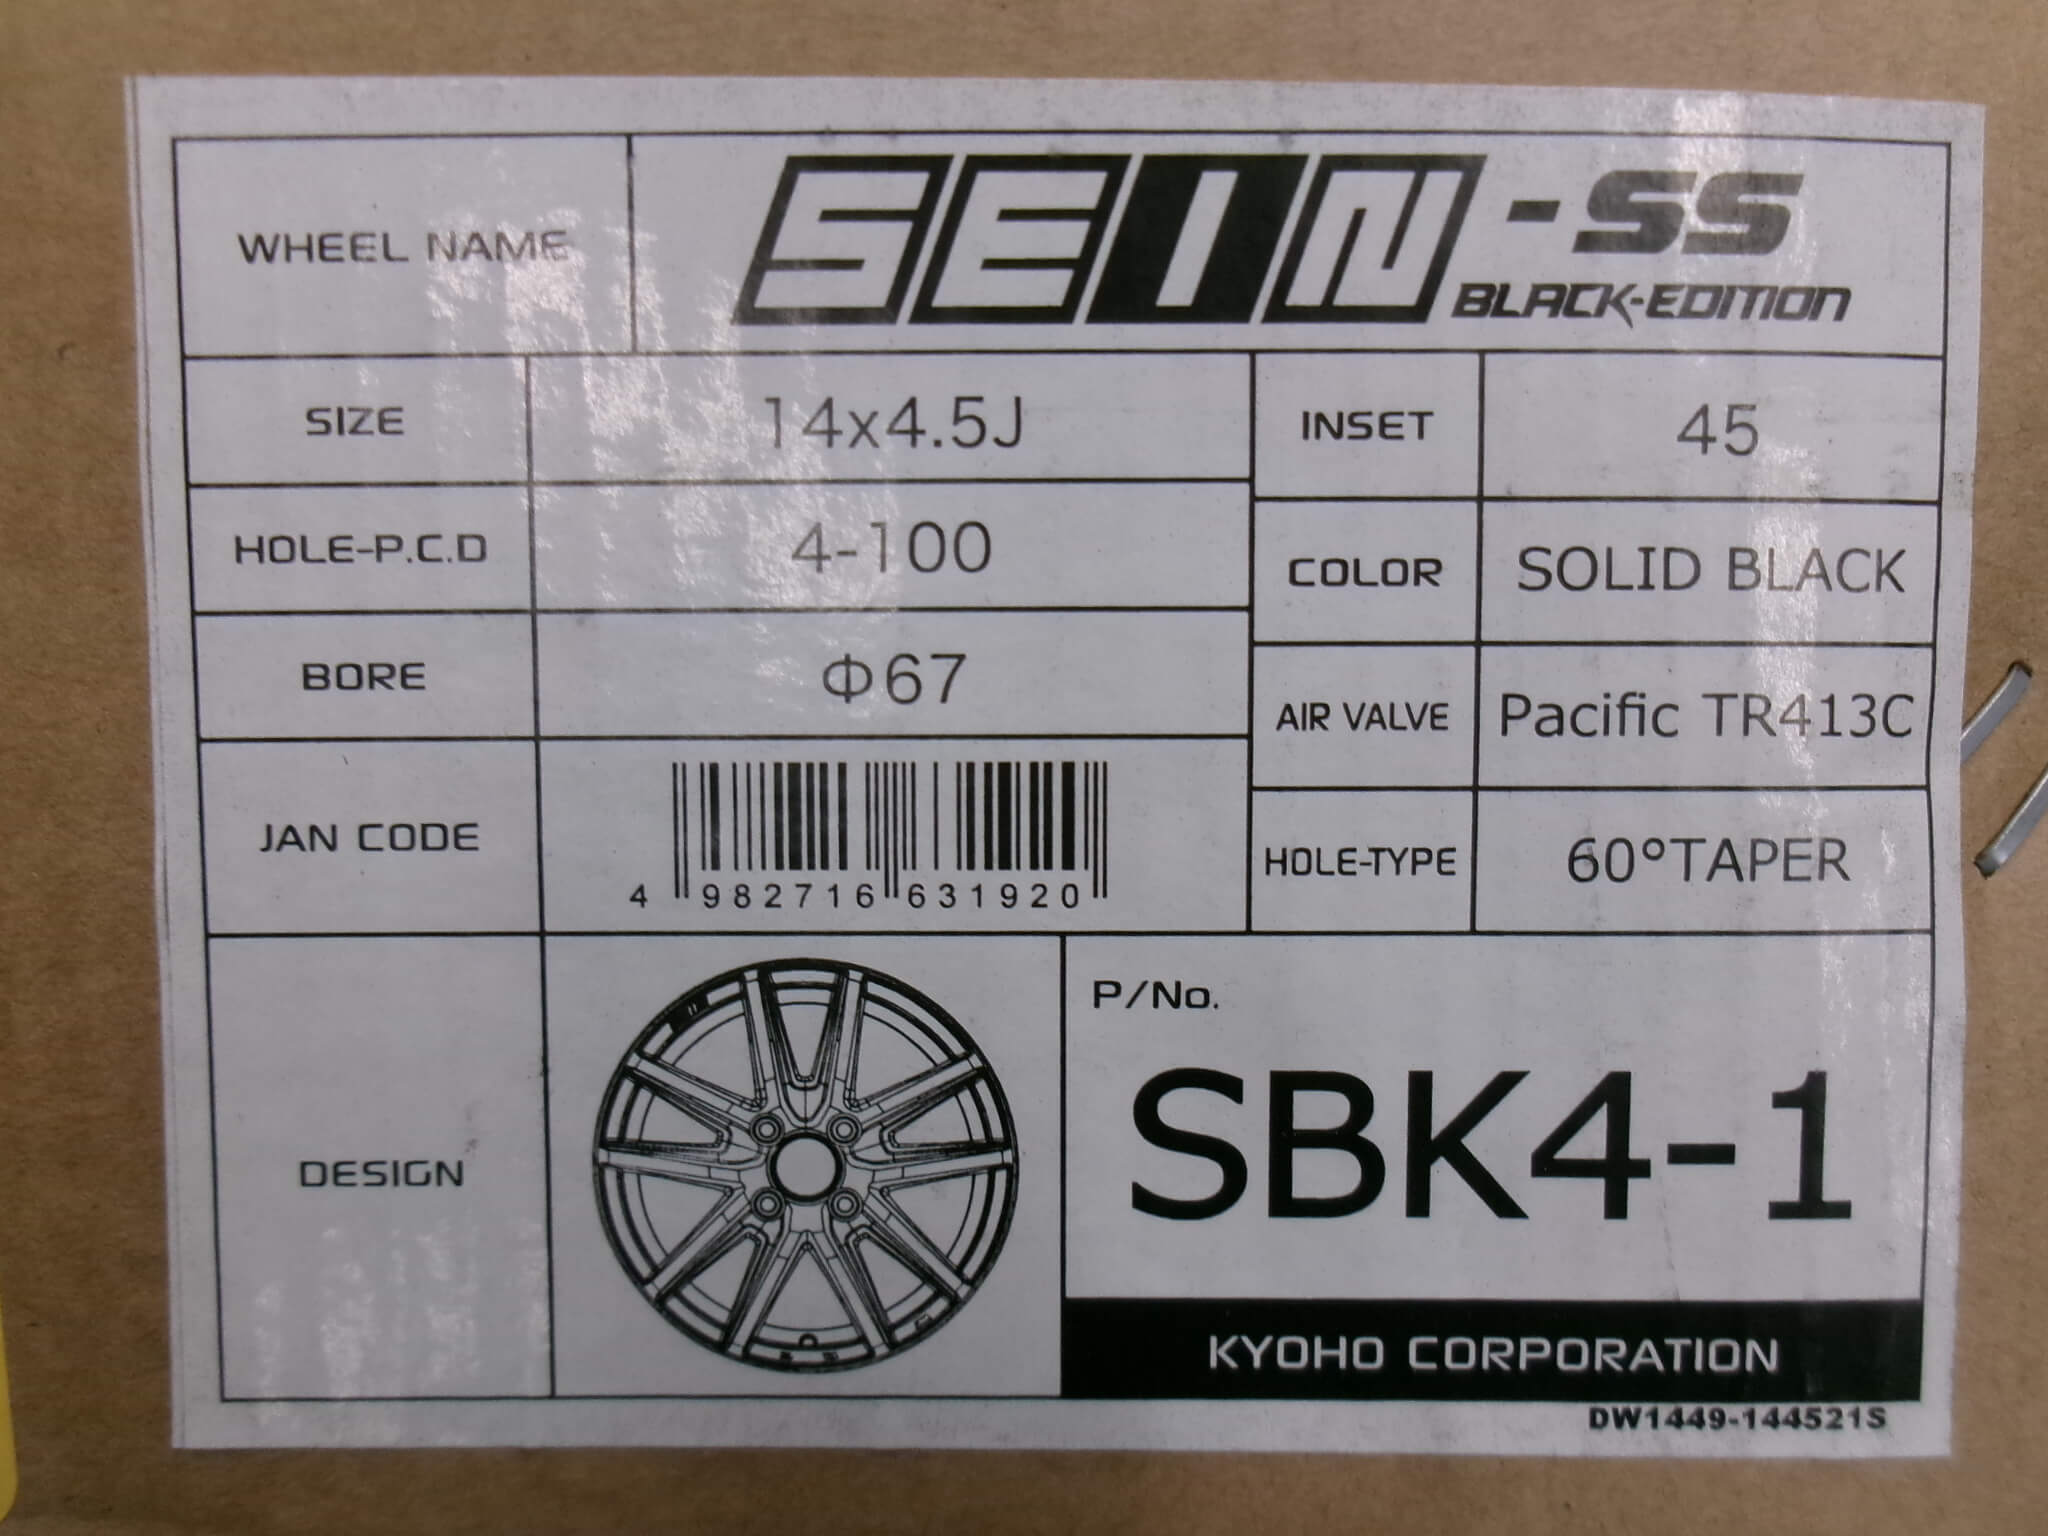 WHEEL NAME
SEIN-SS
BLACK-EDITION
SIZE
14x4.5J
INSET
45
HOLE-P.C.D
4-100
COLOR
SOLID BLACK
BORE
Φ67
AIR VALVE
Pacific TR413C
JAN CODE
4 982716 631920
HOLE-TYPE
60°TAPER
DESIGN
P/No.
SBK4-1
KYOHO CORPORATION
DW1449-144521S